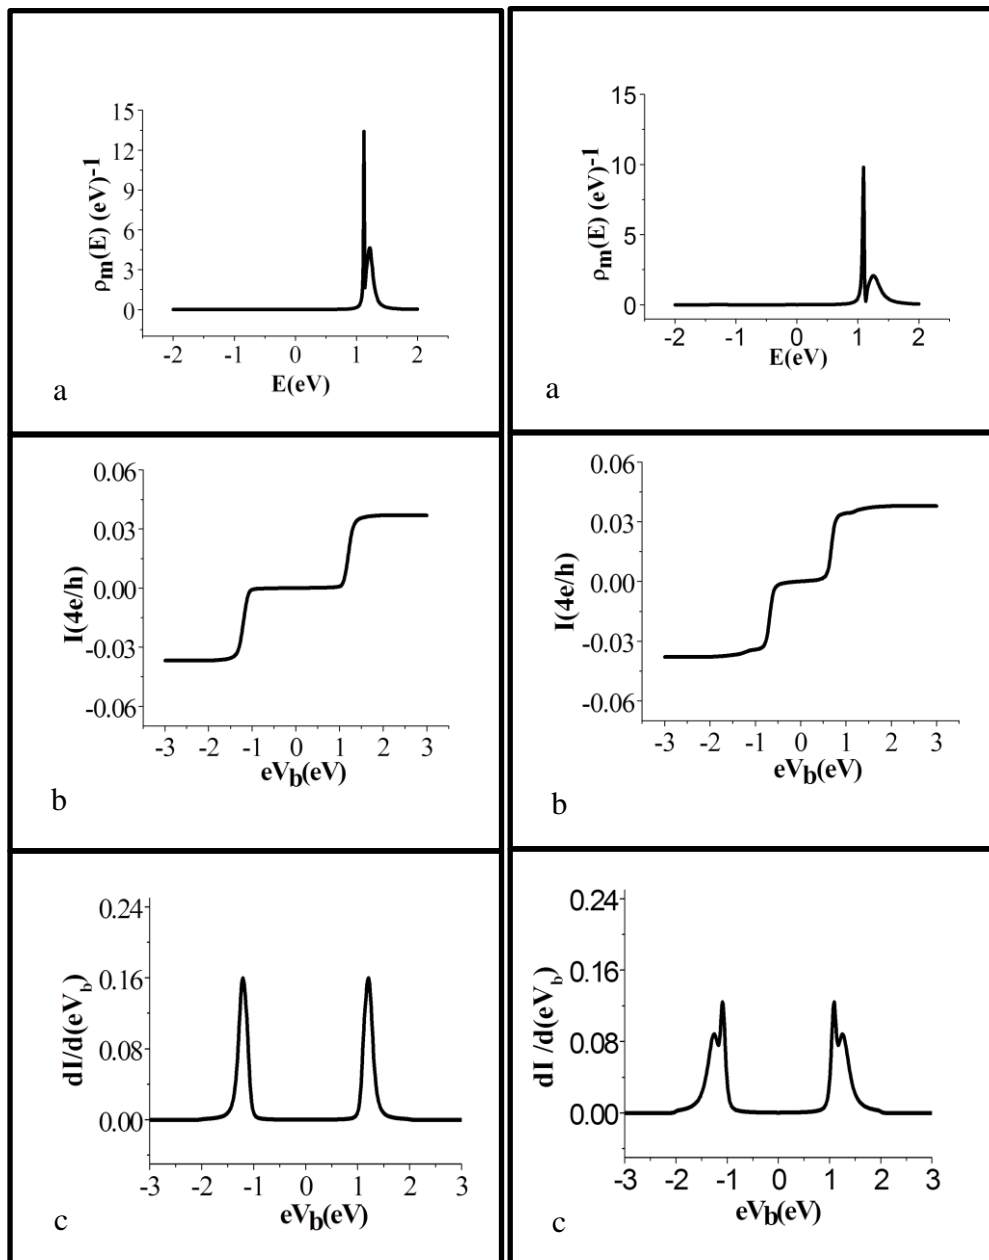 15
12
9
6
3
0
ρm(E) (eV)-1
-2 -1 0 1 2
E(eV)
a
0.06
0.03
0.00
-0.03
-0.06
I(4e/h)
-3 -2 -1 0 1 2 3
eVb(eV)
b
0.24
0.16
0.08
0.00
dI/d(eVb)
-3 -2 -1 0 1 2 3
eVb(eV)
c
15
10
5
0
ρm(E) (eV)-1
-2 -1 0 1 2
E(eV)
a
0.06
0.03
0.00
-0.03
-0.06
I(4e/h)
-3 -2 -1 0 1 2 3
eVb(eV)
b
0.24
0.16
0.08
0.00
dI /d(eVb)
-3 -2 -1 0 1 2 3
eVb(eV)
c